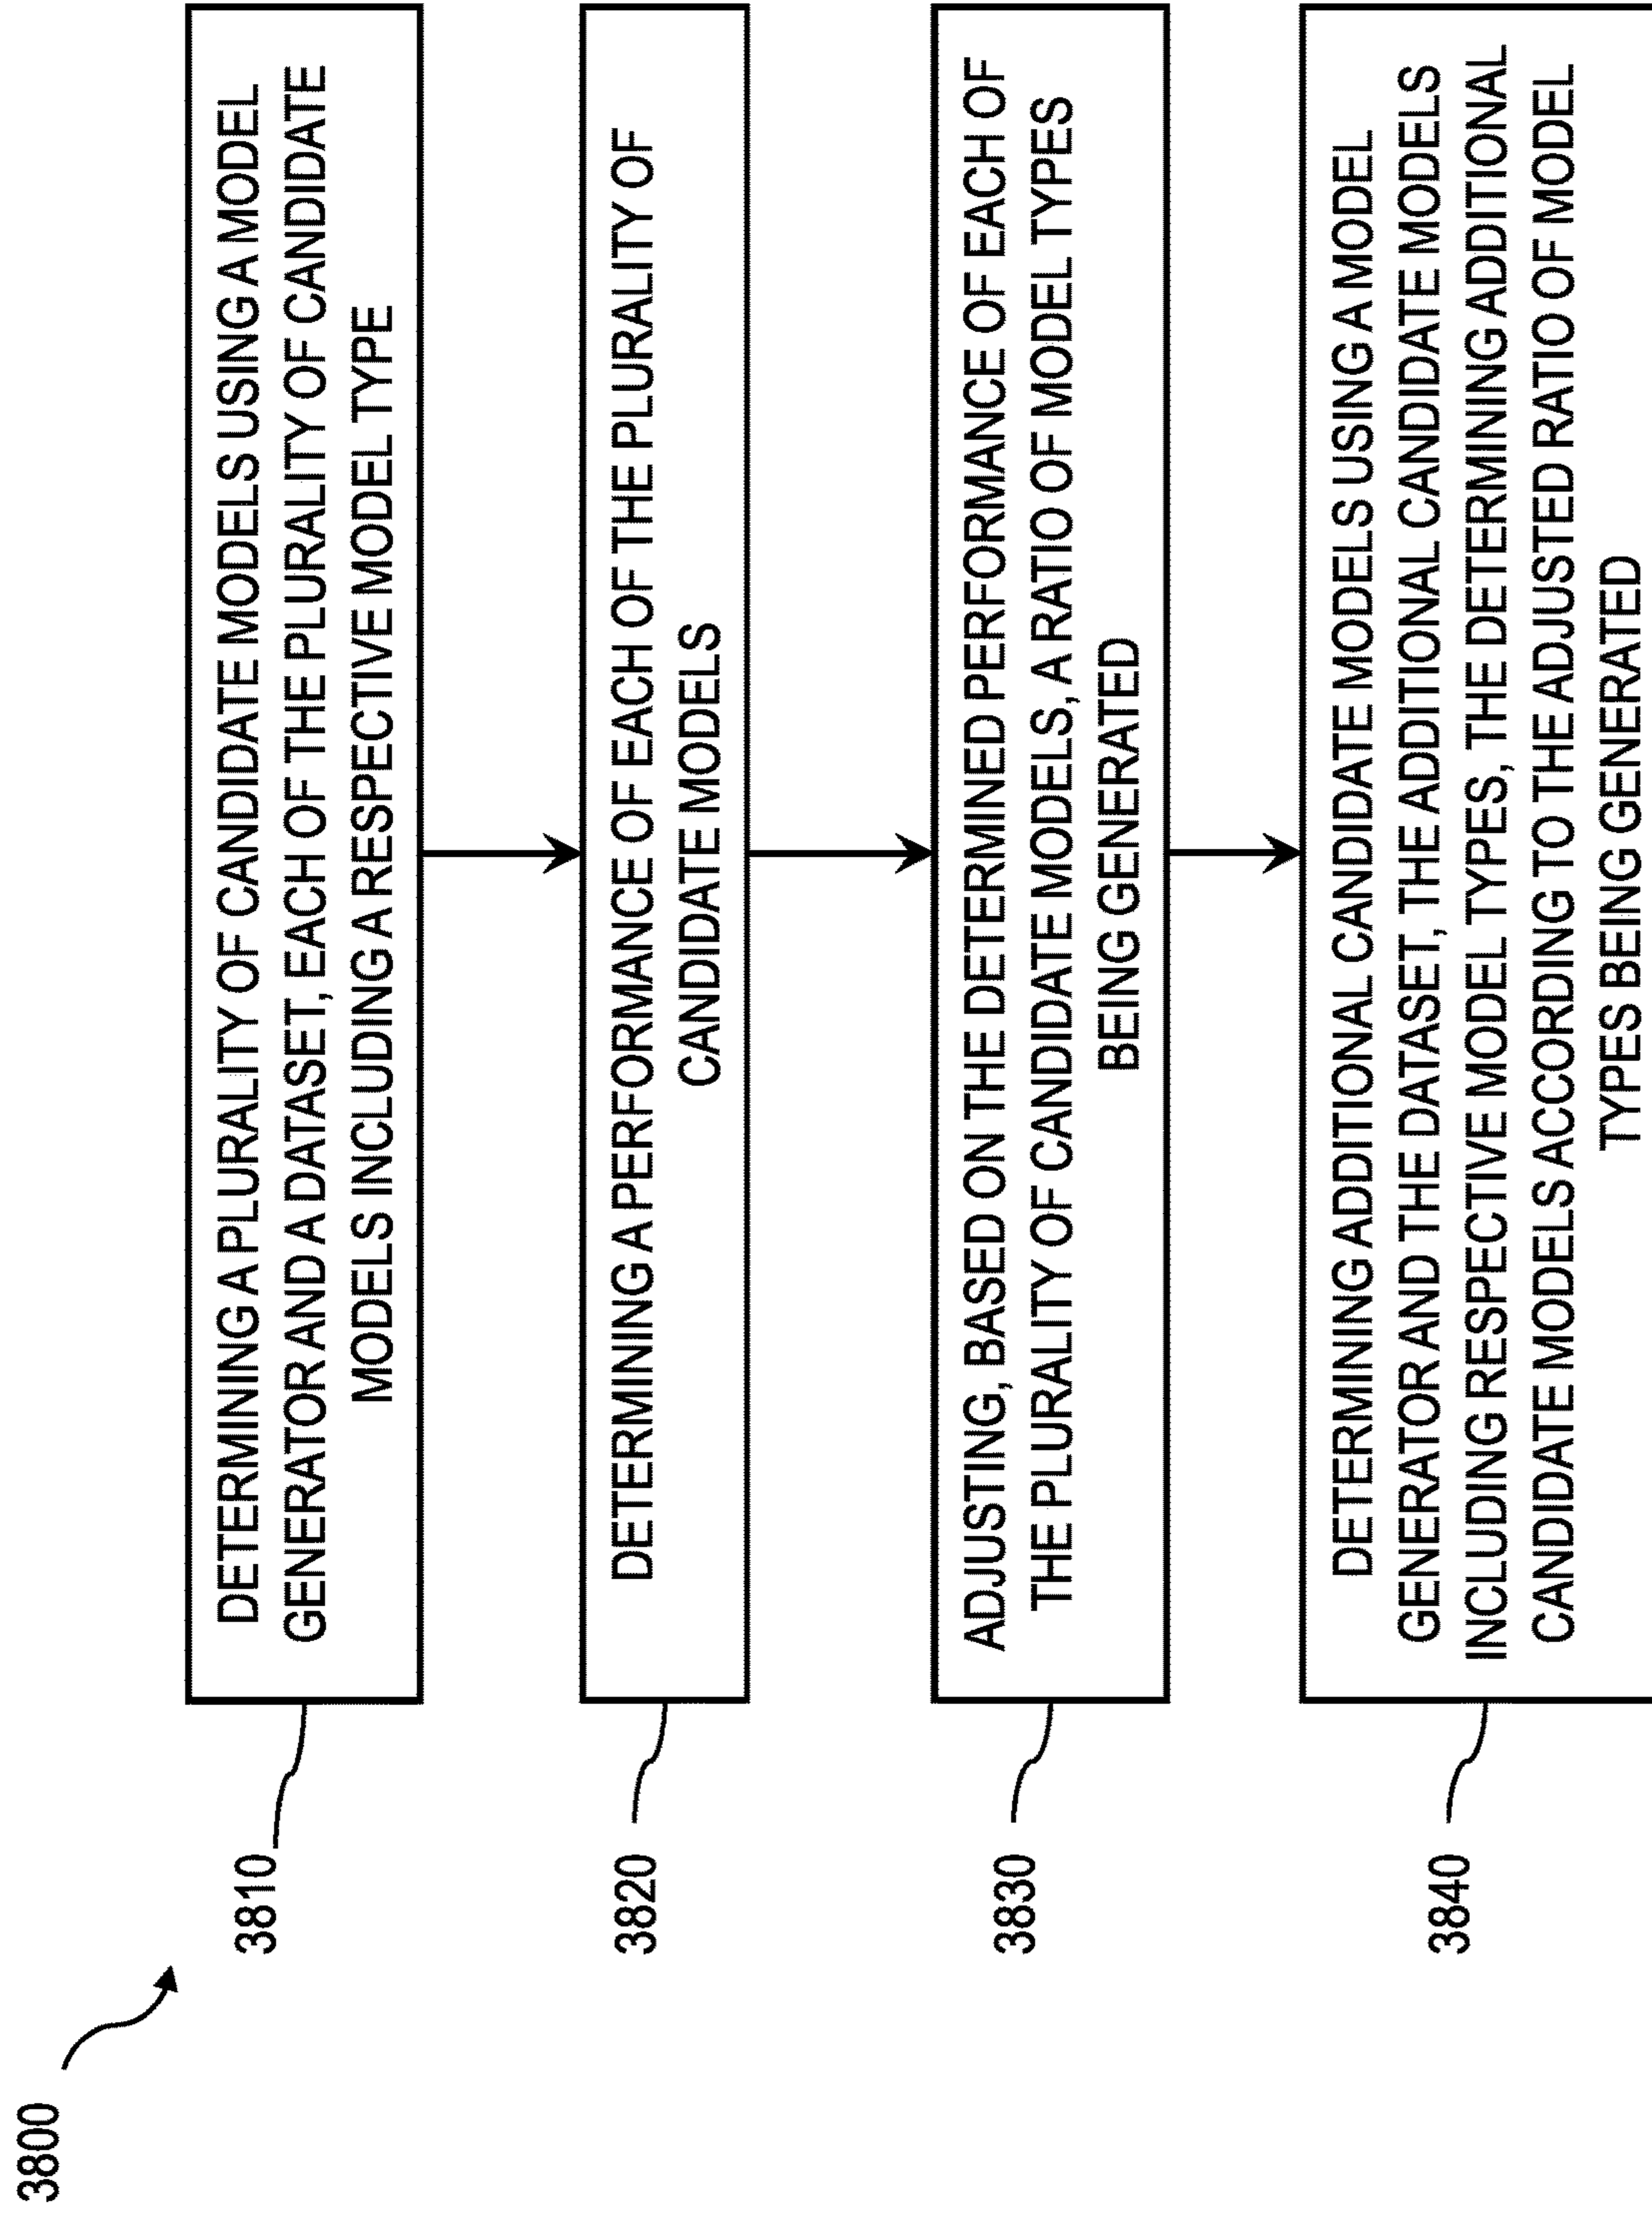 3800
3810
DETERMINING A PLURALITY OF CANDIDATE MODELS USING A MODEL
GENERATOR AND A DATASET, EACH OF THE PLURALITY OF CANDIDATE
MODELS INCLUDING A RESPECTIVE MODEL TYPE
3820
DETERMINING A PERFORMANCE OF EACH OF THE PLURALITY OF
CANDIDATE MODELS
3830
ADJUSTING, BASED ON THE DETERMINED PERFORMANCE OF EACH OF
THE PLURALITY OF CANDIDATE MODELS, A RATIO OF MODEL TYPES
BEING GENERATED
3840
DETERMINING ADDITIONAL CANDIDATE MODELS USING A MODEL
GENERATOR AND THE DATASET, THE ADDITIONAL CANDIDATE MODELS
INCLUDING RESPECTIVE MODEL TYPES, THE DETERMINING ADDITIONAL
CANDIDATE MODELS ACCORDING TO THE ADJUSTED RATIO OF MODEL
TYPES BEING GENERATED